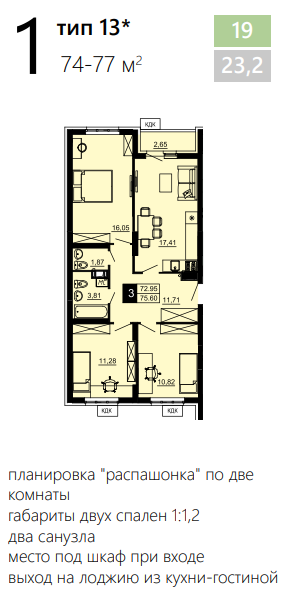 1
тип 13*
19
74-77 м²
23,2
КДК
2.65
16.05
17.41
1.87
3.81
3
72.95
75.60
11.71
11.28
10.82
КДК
КДК
планировка "распашонка" по две
комнаты
габариты двух спален 1:1,2
два санузла
место под шкаф при входе
выход на лоджию из кухни-гостиной